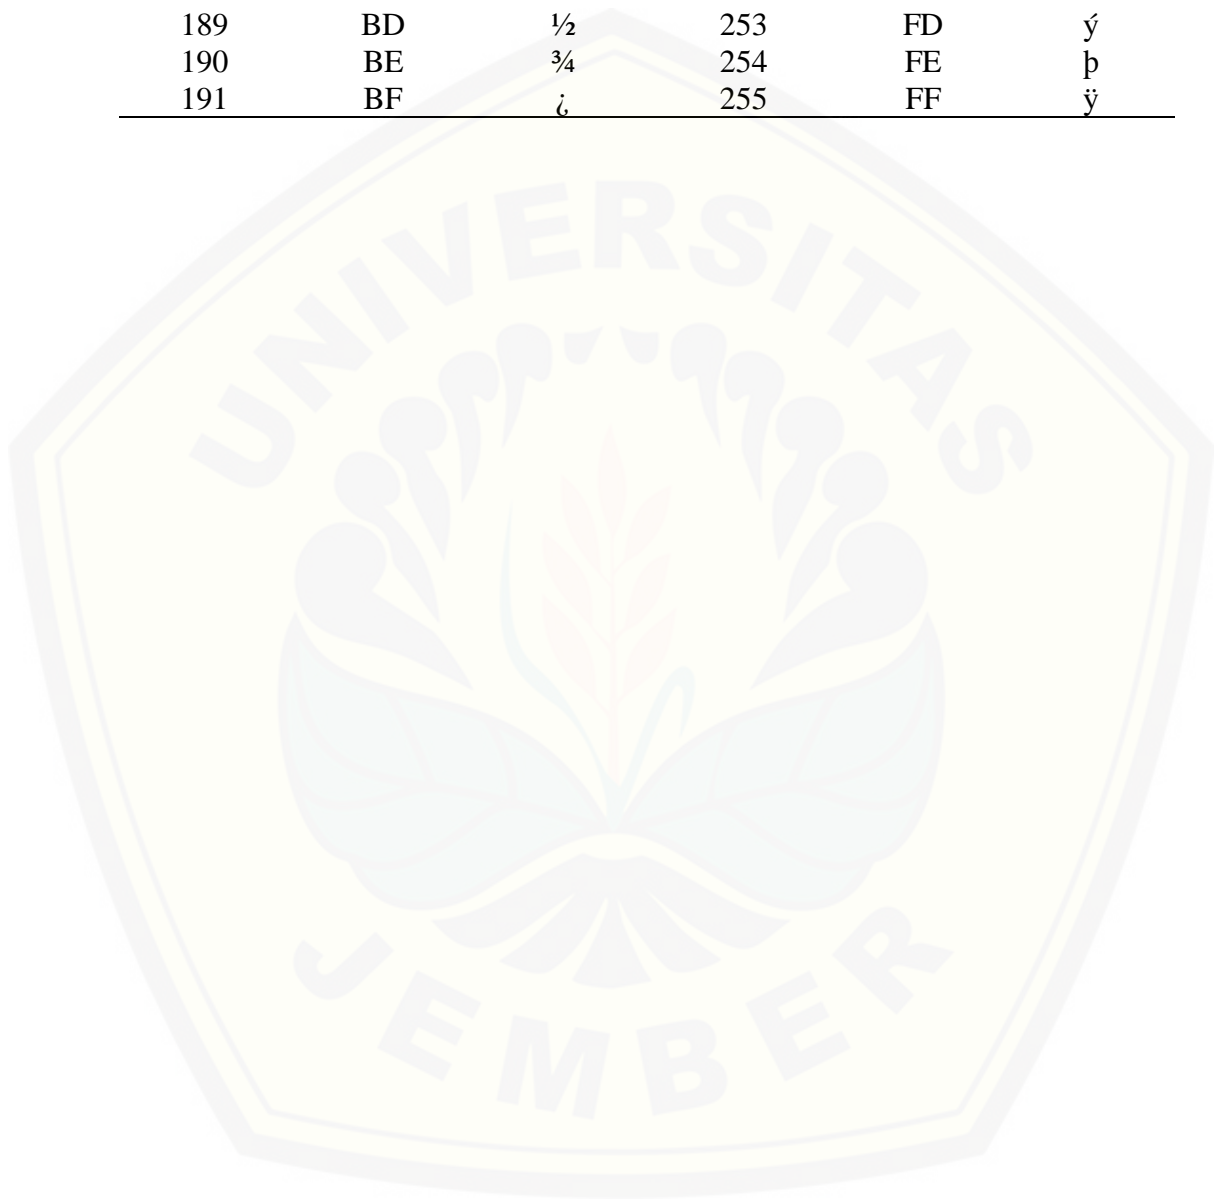 189 BD ½ 253 FD ý
190 BE ¾ 254 FE þ
191 BF ¿ 255 FF ÿ
UNIVERSITAS
JEMBER